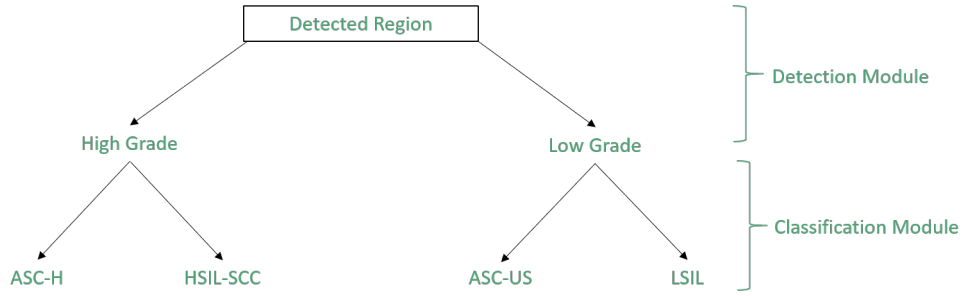 Detected Region
Detection Module
High Grade
Low Grade
Classification Module
ASC-H
HSIL-SCC
ASC-US
LSIL